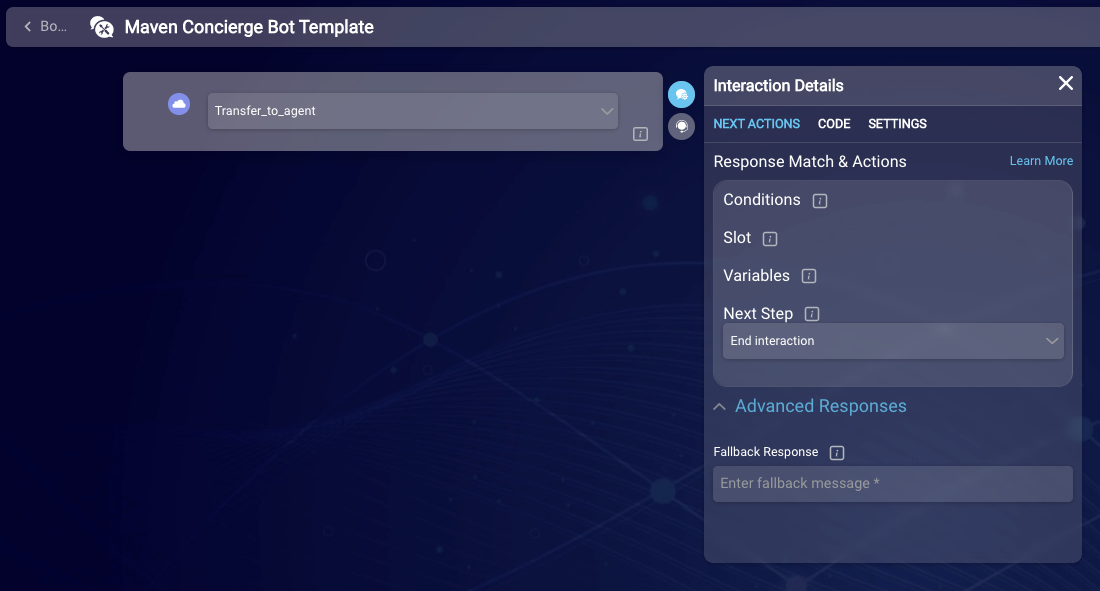 Bo...
Maven Concierge Bot Template
Transfer_to_agent
Interaction Details
NEXT ACTIONS CODE SETTINGS
Response Match & Actions Learn More
Conditions
Slot
Variables
Next Step
End interaction
Advanced Responses
Fallback Response
Enter fallback message *